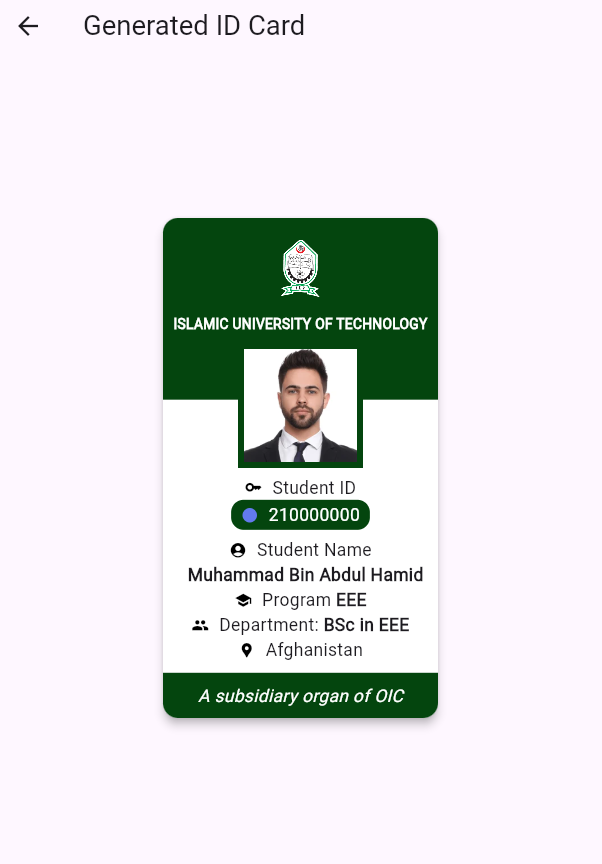 Generated ID Card
ISLAMIC UNIVERSITY OF TECHNOLOGY
Student ID
210000000
Student Name
Muhammad Bin Abdul Hamid
Program EEE
Department: BSc in EEE
Afghanistan
A subsidiary organ of OIC